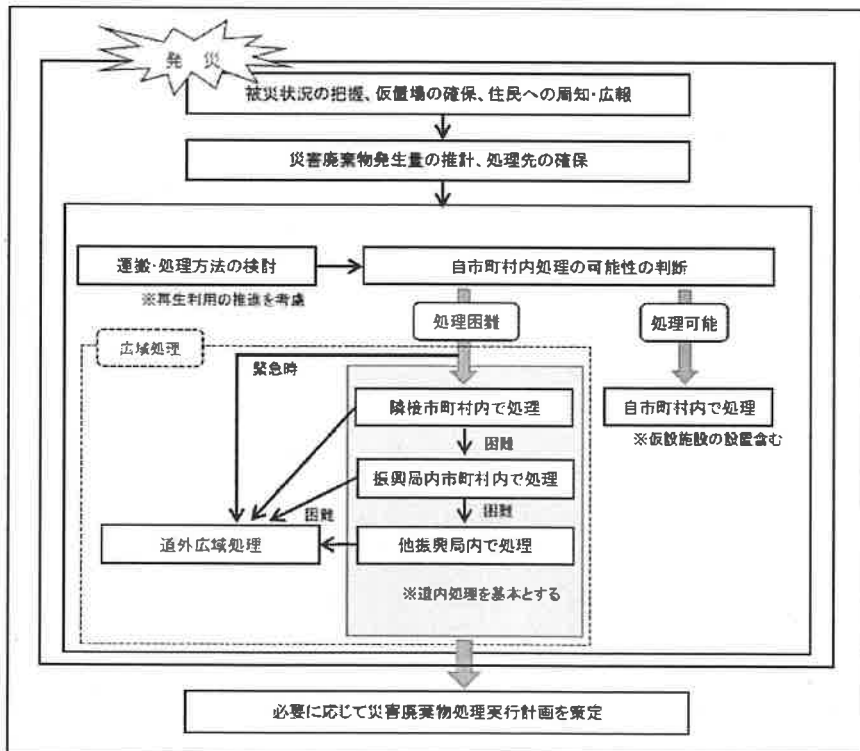 発　災
被災状況の把握、仮置場の確保、住民への周知・広報
災害廃棄物発生量の推計、処理先の確保
運搬・処理方法の検討
自市町村内処理の可能性の判断
※再生利用の推進を考慮
処理困難
処理可能
広域処理
緊急時
隣接市町村内で処理
自市町村内で処理
※仮設施設の設置含む
困難
振興局内市町村内で処理
困難
困難
道外広域処理
他振興局内で処理
※道内処理を基本とする
必要に応じて災害廃棄物処理実行計画を策定